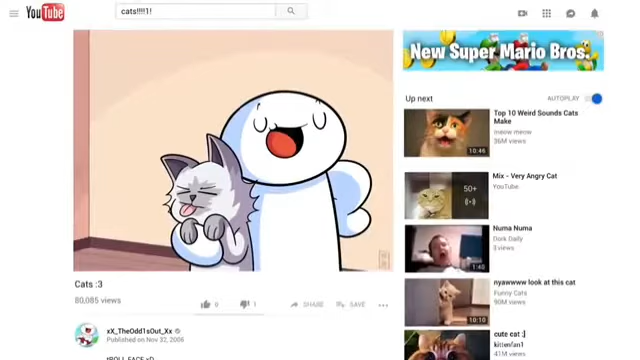 YouTube
cats!!!!!1!
New Super Mario Bros.
Up next
AUTOPLAY
Top 10 Weird Sounds Cats
Make
meow meow
36M views
10:46
Mix - Very Angry Cat
YouTube
50+
Numa Numa
Dork Daily
3 views
1:40
nyawwww look at this cat
Funny Cats
90M views
10:10
cute cat ;]
kittenfan1
41M views
Cats :3
80,085 views
0
1
SHARE
SAVE
xX_TheOdd1sOut_Xx
Published on Nov 32, 2006
tROLL FACE xD